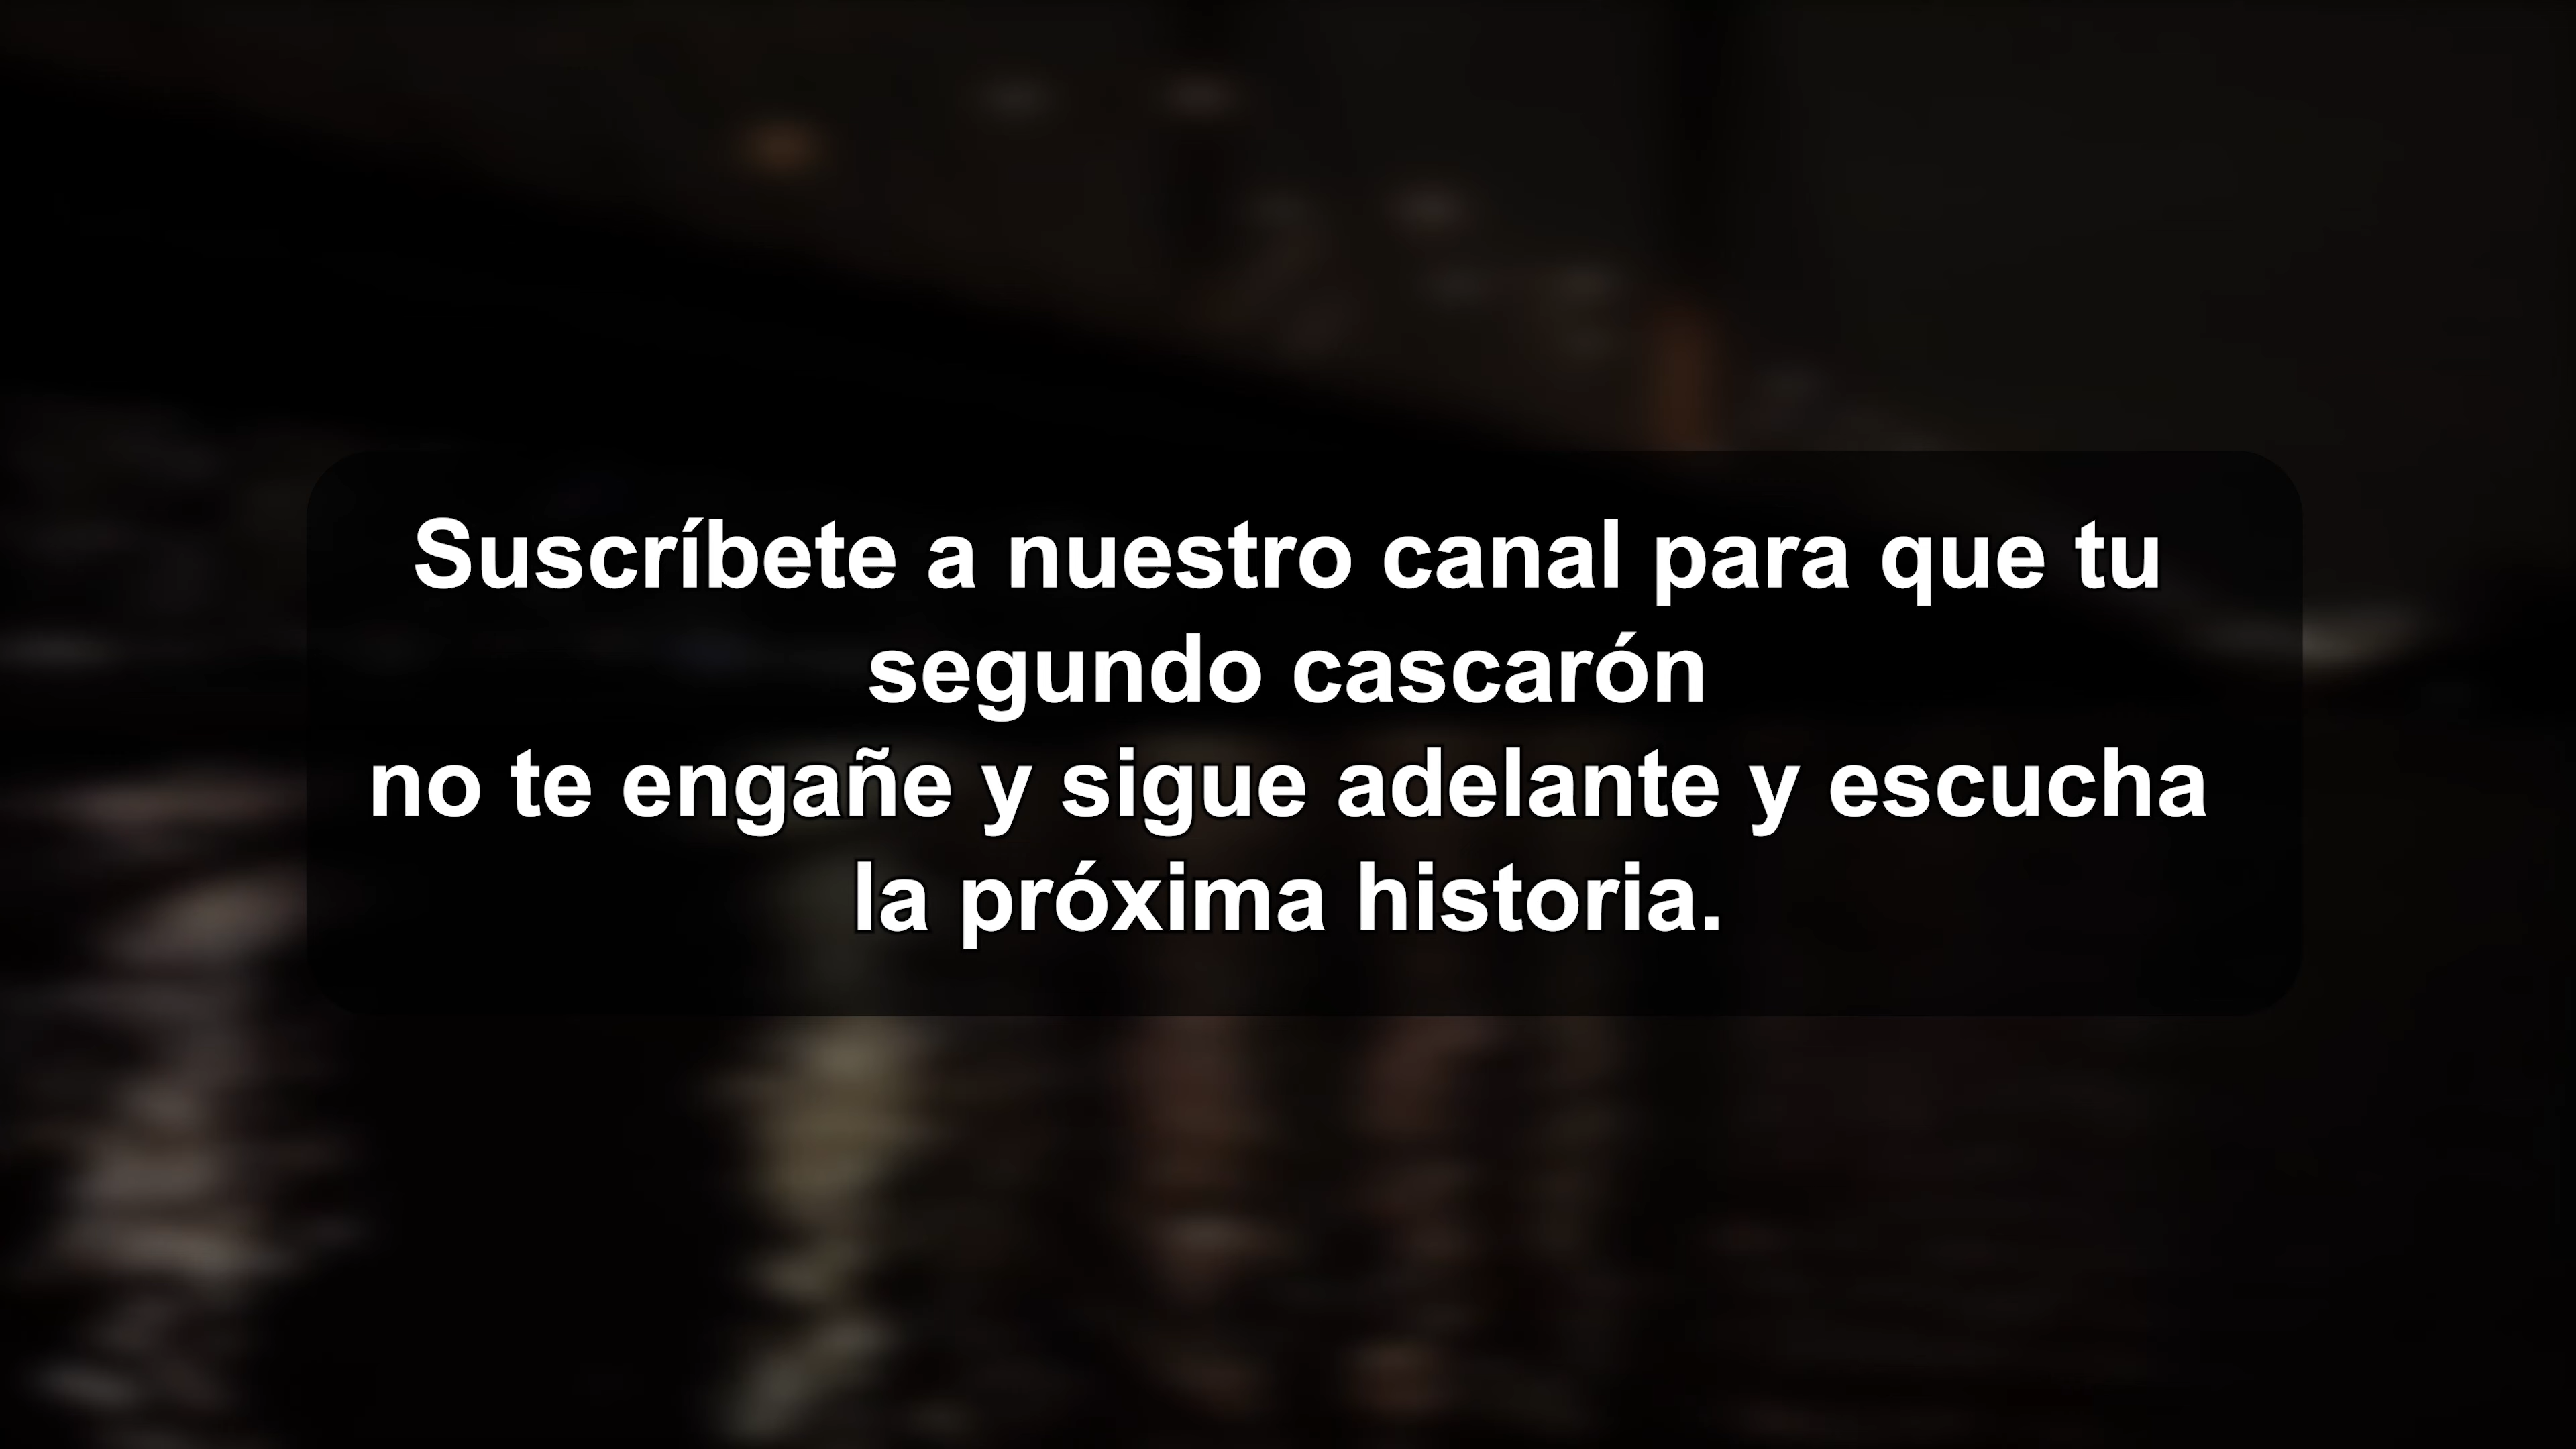 Suscríbete a nuestro canal para que tu
segundo cascarón
no te engañe y sigue adelante y escucha
la próxima historia.